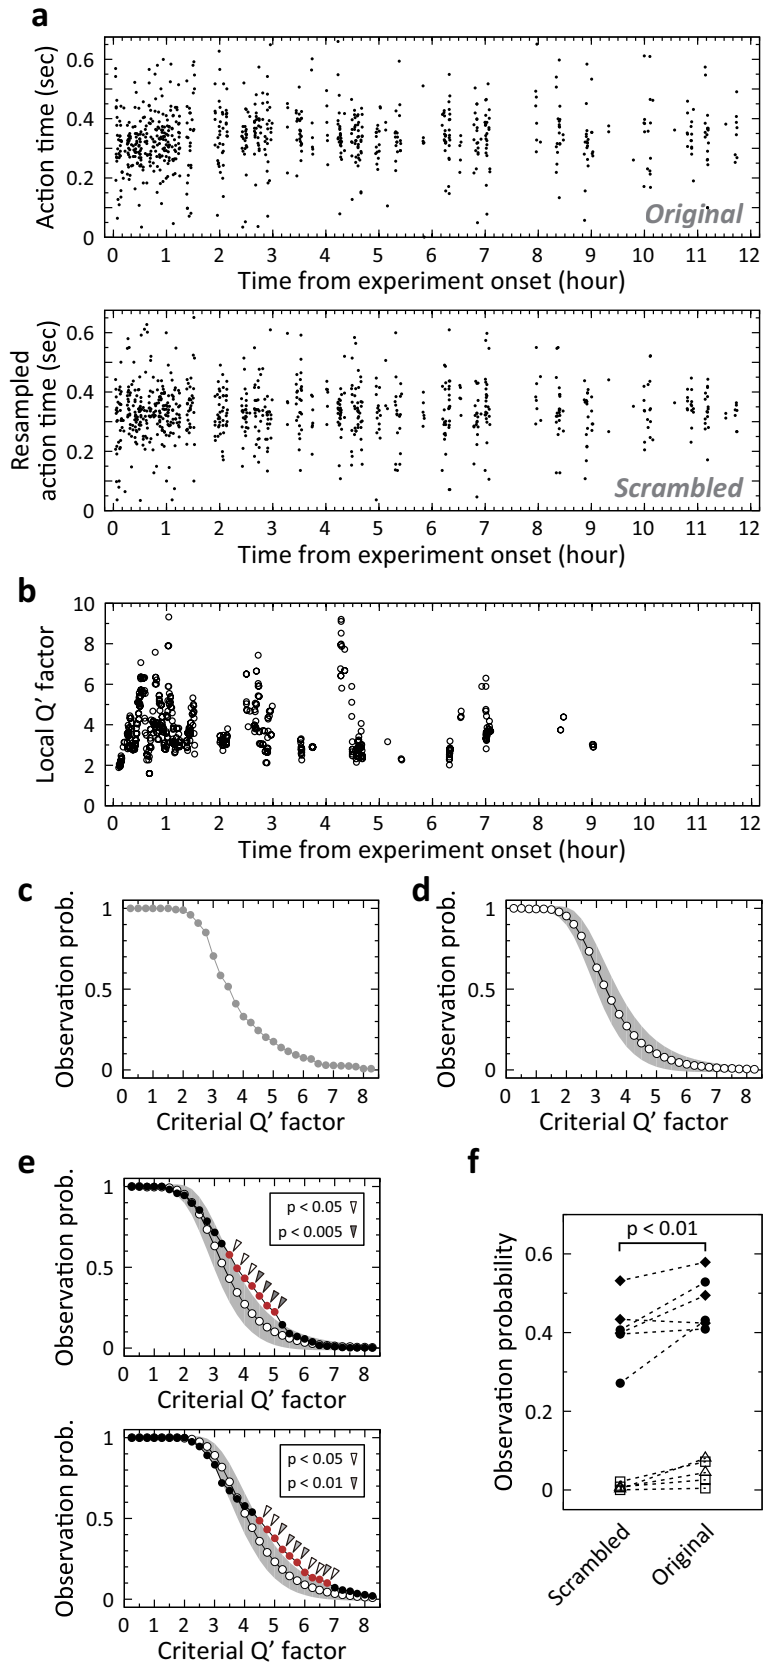 a
Action time (sec)
0.6
0.4
0.2
0
Original
0 1 2 3 4 5 6 7 8 9 10 11 12
Time from experiment onset (hour)
Resampled
action time (sec)
0.6
0.4
0.2
0
Scrambled
0 1 2 3 4 5 6 7 8 9 10 11 12
Time from experiment onset (hour)
b
Local Q’ factor
10
8
6
4
2
0
0 1 2 3 4 5 6 7 8 9 10 11 12
Time from experiment onset (hour)
c
Observation prob.
1
0.5
0
0 1 2 3 4 5 6 7 8
Criterial Q’ factor
d
Observation prob.
1
0.5
0
0 1 2 3 4 5 6 7 8
Criterial Q’ factor
e
Observation prob.
1
0.5
0
p < 0.05
p < 0.005
0 1 2 3 4 5 6 7 8
Criterial Q’ factor
Observation prob.
1
0.5
0
p < 0.05
p < 0.01
0 1 2 3 4 5 6 7 8
Criterial Q’ factor
f
Observation probability
p < 0.01
0.6
0.4
0.2
0
Scrambled
Original